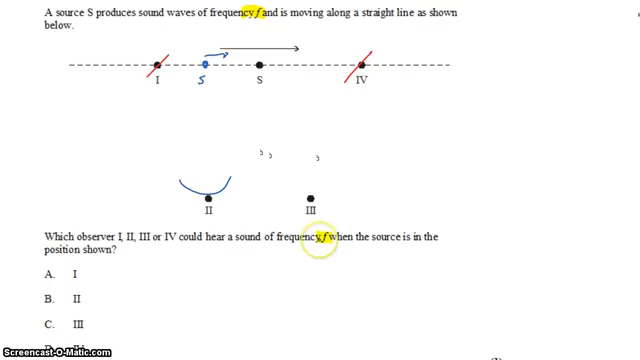 A source S produces sound waves of frequency f and is moving along a straight line as shown
below.
I S S IV
II III
Which observer I, II, III or IV could hear a sound of frequency f when the source is in the
position shown?
A. I
B. II
C. III
Screencast-O-Matic.com